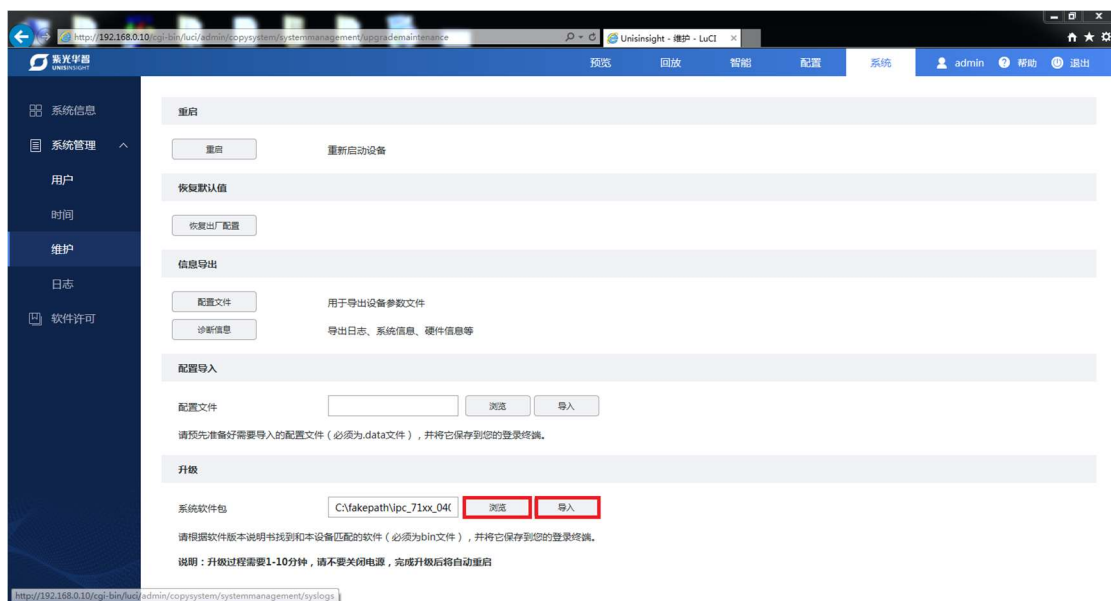 http://192.168.0.10/cgi-bin/luci/admin/copysystem/systemmanagement/upgrademaintenance
Unisinsight - 维护 - LuCI
紫光华智
UNISINSIGHT
预览 回放 智能 配置 系统 admin 帮助 退出
系统信息
系统管理
用户
时间
维护
日志
软件许可
重启
重启 重新启动设备
恢复默认值
恢复出厂配置
信息导出
配置文件 用于导出设备参数文件
诊断信息 导出日志、系统信息、硬件信息等
配置导入
配置文件 浏览 导入
请预先准备好需要导入的配置文件（必须为.data文件），并将它保存到您的登录终端。
升级
系统软件包 C:\fakepath\ipc_71xx_04( 浏览 导入
请根据软件版本说明书找到和本设备匹配的软件（必须为bin文件），并将它保存到您的登录终端。
说明：升级过程需要1-10分钟，请不要关闭电源，完成升级后将自动重启
http://192.168.0.10/cgi-bin/luci/admin/copysystem/systemmanagement/syslogs